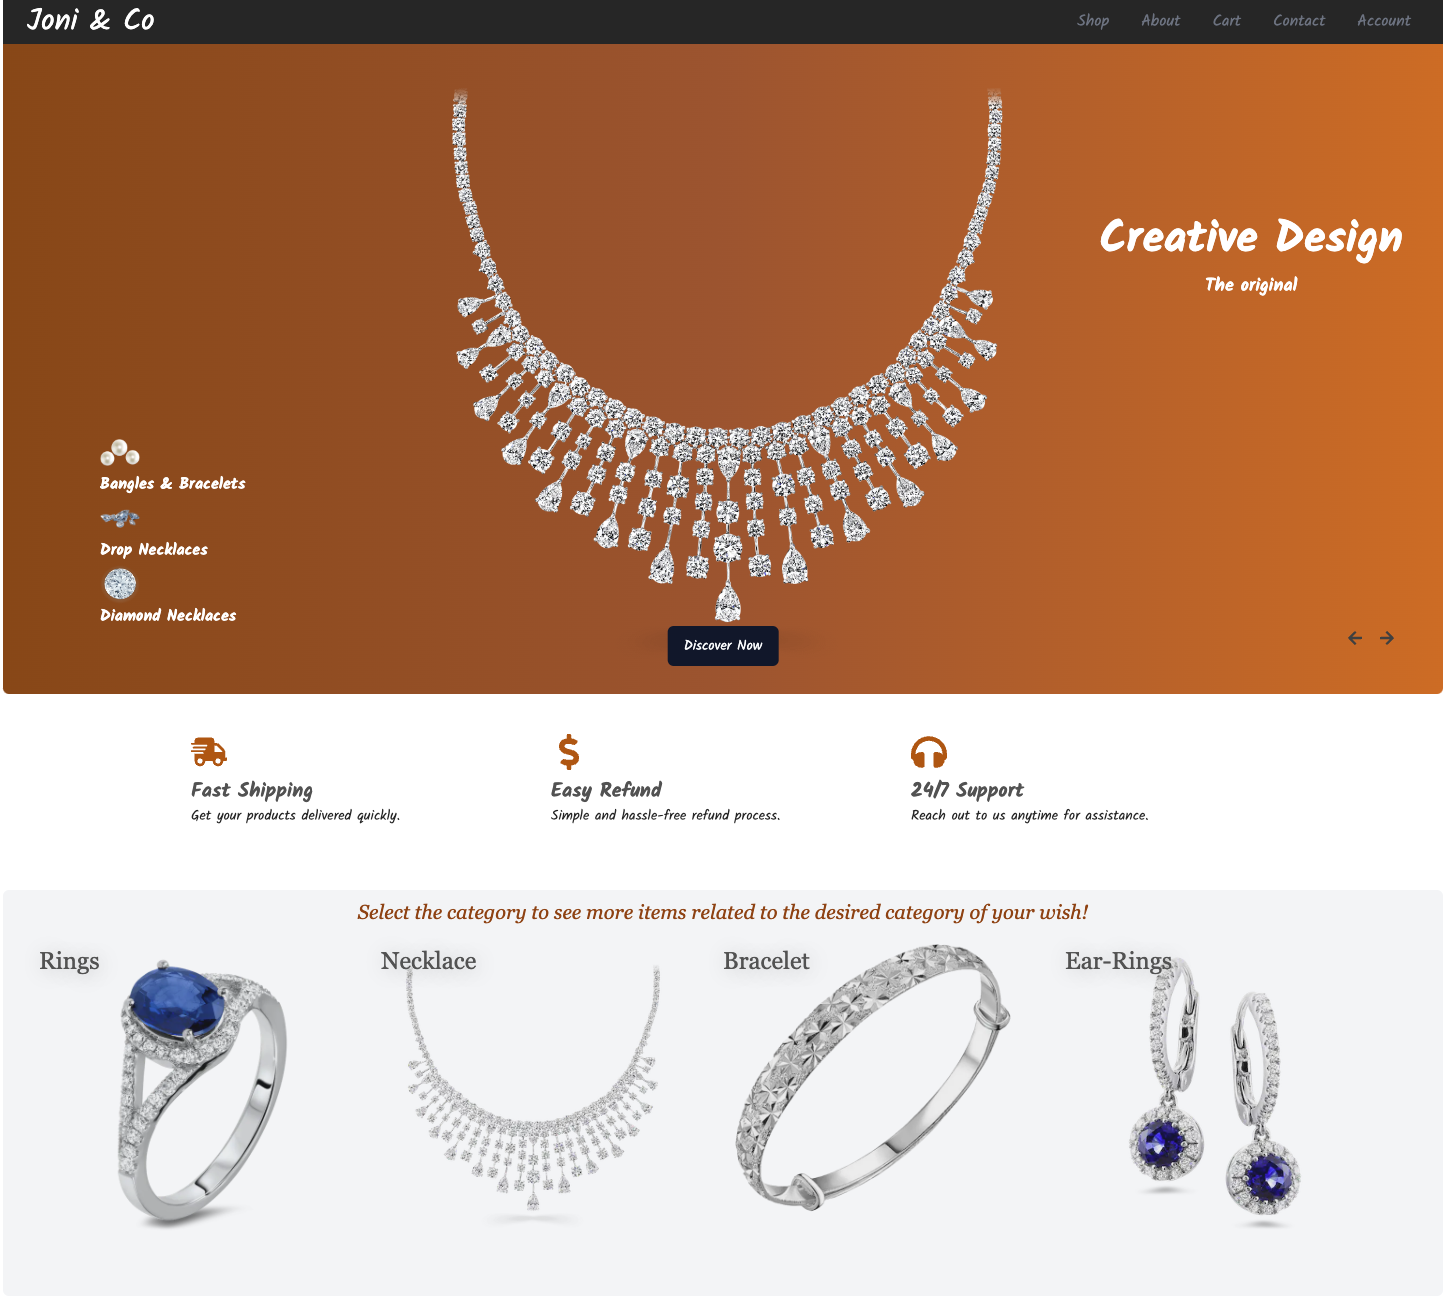 Joni & Co
Shop About Cart Contact Account
Creative Design
The original
Bangles & Bracelets
Drop Necklaces
Diamond Necklaces
Discover Now
Fast Shipping
Get your products delivered quickly.
Easy Refund
Simple and hassle-free refund process.
24/7 Support
Reach out to us anytime for assistance.
Select the category to see more items related to the desired category of your wish!
Rings
Necklace
Bracelet
Ear-Rings